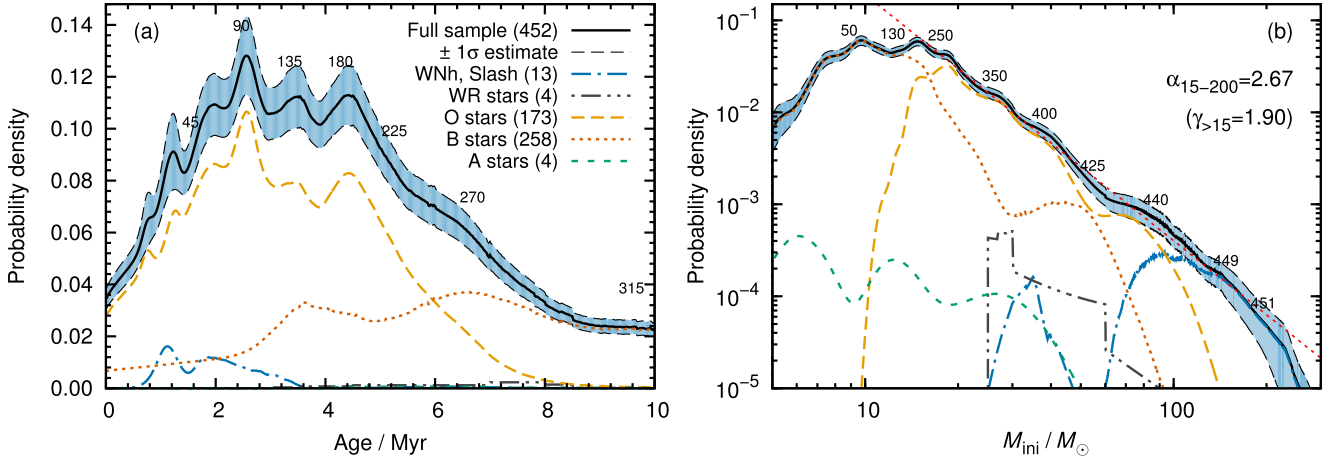 (a)
Full sample (452)
± 1σ estimate
WNh, Slash (13)
WR stars (4)
O stars (173)
B stars (258)
A stars (4)
45
90
135
180
225
270
315
Probability density
0.14
0.12
0.10
0.08
0.06
0.04
0.02
0.00
0 2 4 6 8 10
Age / Myr
(b)
α15−200=2.67
(γ>15=1.90)
50
130
250
350
400
425
440
449
451
Probability density
10−1
10−2
10−3
10−4
10−5
10 100
Mini / M⊙